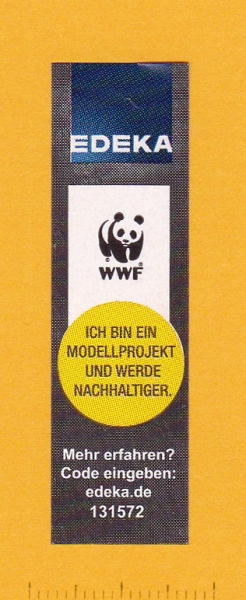 EDEKA
WWF
ICH BIN EIN
MODELLPROJEKT
UND WERDE
NACHHALTIGER.
Mehr erfahren?
Code eingeben:
edeka.de
131572